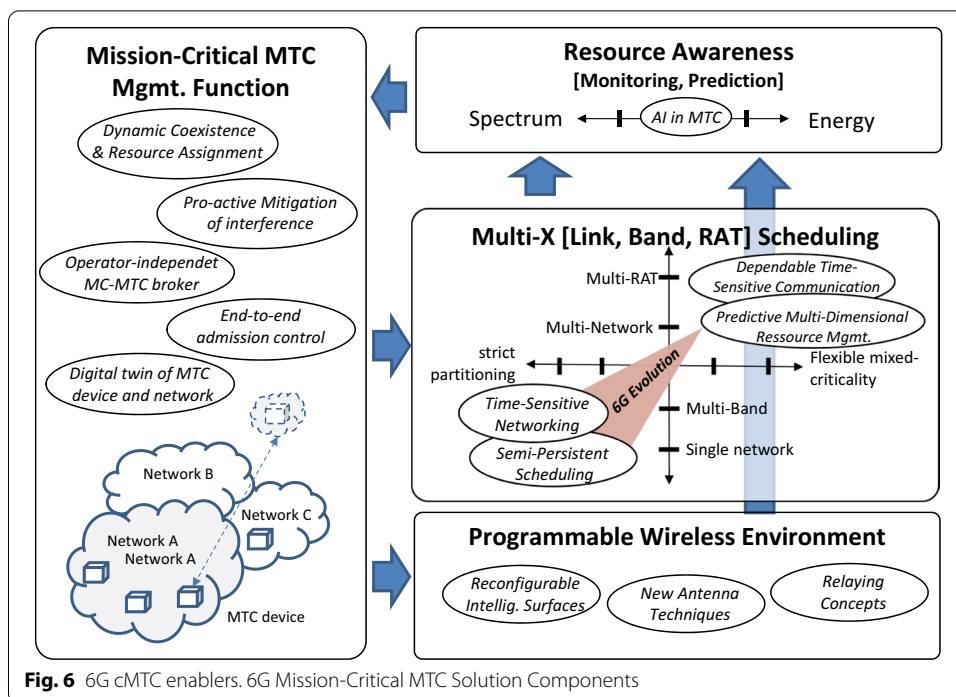 Mission-Critical MTC
Mgmt. Function
Dynamic Coexistence
& Resource Assignment
Pro-active Mitigation
of interference
Operator-independet
MC-MTC broker
End-to-end
admission control
Digital twin of MTC
device and network
Network B
Network C
Network A
Network A
MTC device
Resource Awareness
[Monitoring, Prediction]
Spectrum
AI in MTC
Energy
Multi-X [Link, Band, RAT] Scheduling
Multi-RAT
Dependable Time-
Sensitive Communication
Multi-Network
Predictive Multi-Dimensional
Resource Mgmt.
strict
partitioning
Flexible mixed-
criticality
6G Evolution
Time-Sensitive
Networking
Multi-Band
Semi-Persistent
Scheduling
Single network
Programmable Wireless Environment
Reconfigurable
Intellig. Surfaces
New Antenna
Techniques
Relaying
Concepts
Fig. 6 6G cMTC enablers. 6G Mission-Critical MTC Solution Components